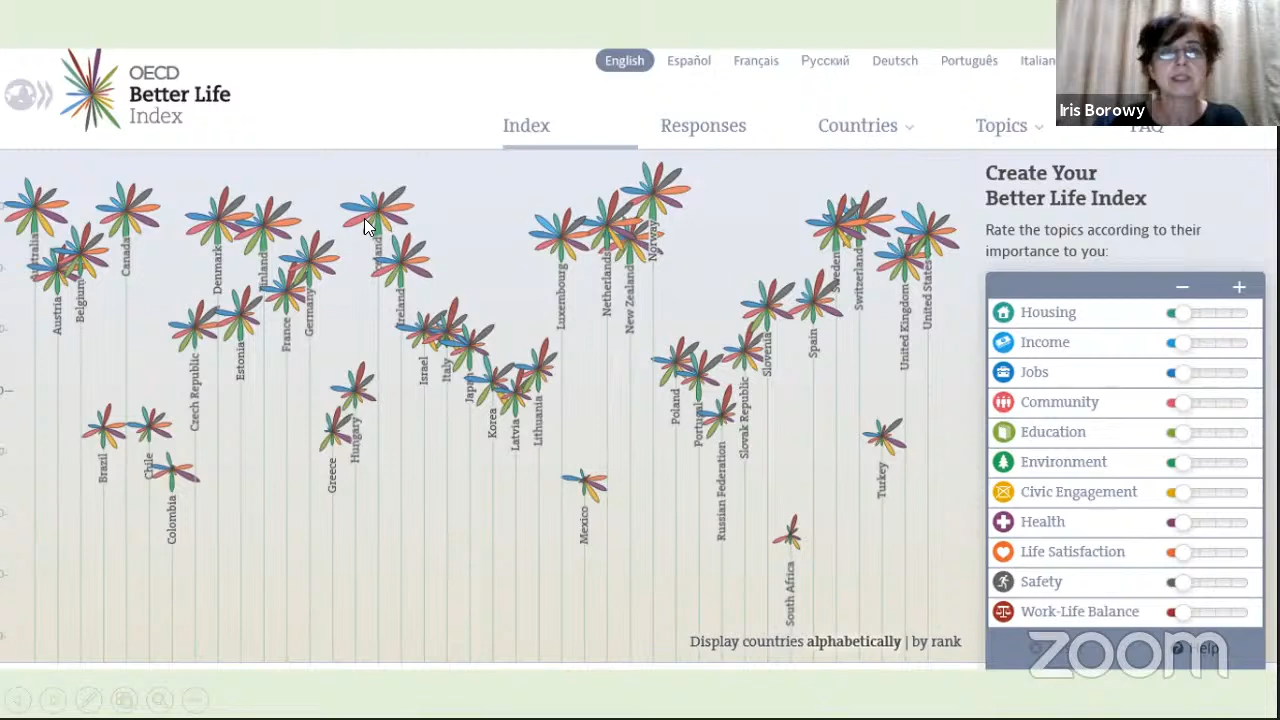 English Español Français Русский Deutsch Português Italian
OECD
Better Life
Index
Iris Borowy
Index Responses Countries Topics FAQ
Create Your
Better Life Index
Rate the topics according to their
importance to you:
− +
Housing
Income
Jobs
Community
Education
Environment
Civic Engagement
Health
Life Satisfaction
Safety
Work-Life Balance
Help
Australia
Austria
Belgium
Brazil
Canada
Chile
Colombia
Czech Republic
Denmark
Estonia
Finland
France
Germany
Greece
Hungary
Ireland
Israel
Italy
Japan
Korea
Latvia
Lithuania
Luxembourg
Mexico
Netherlands
New Zealand
Norway
Poland
Portugal
Russian Federation
Slovak Republic
Slovenia
South Africa
Spain
Sweden
Switzerland
Turkey
United Kingdom
United States
Display countries alphabetically | by rank
zoom